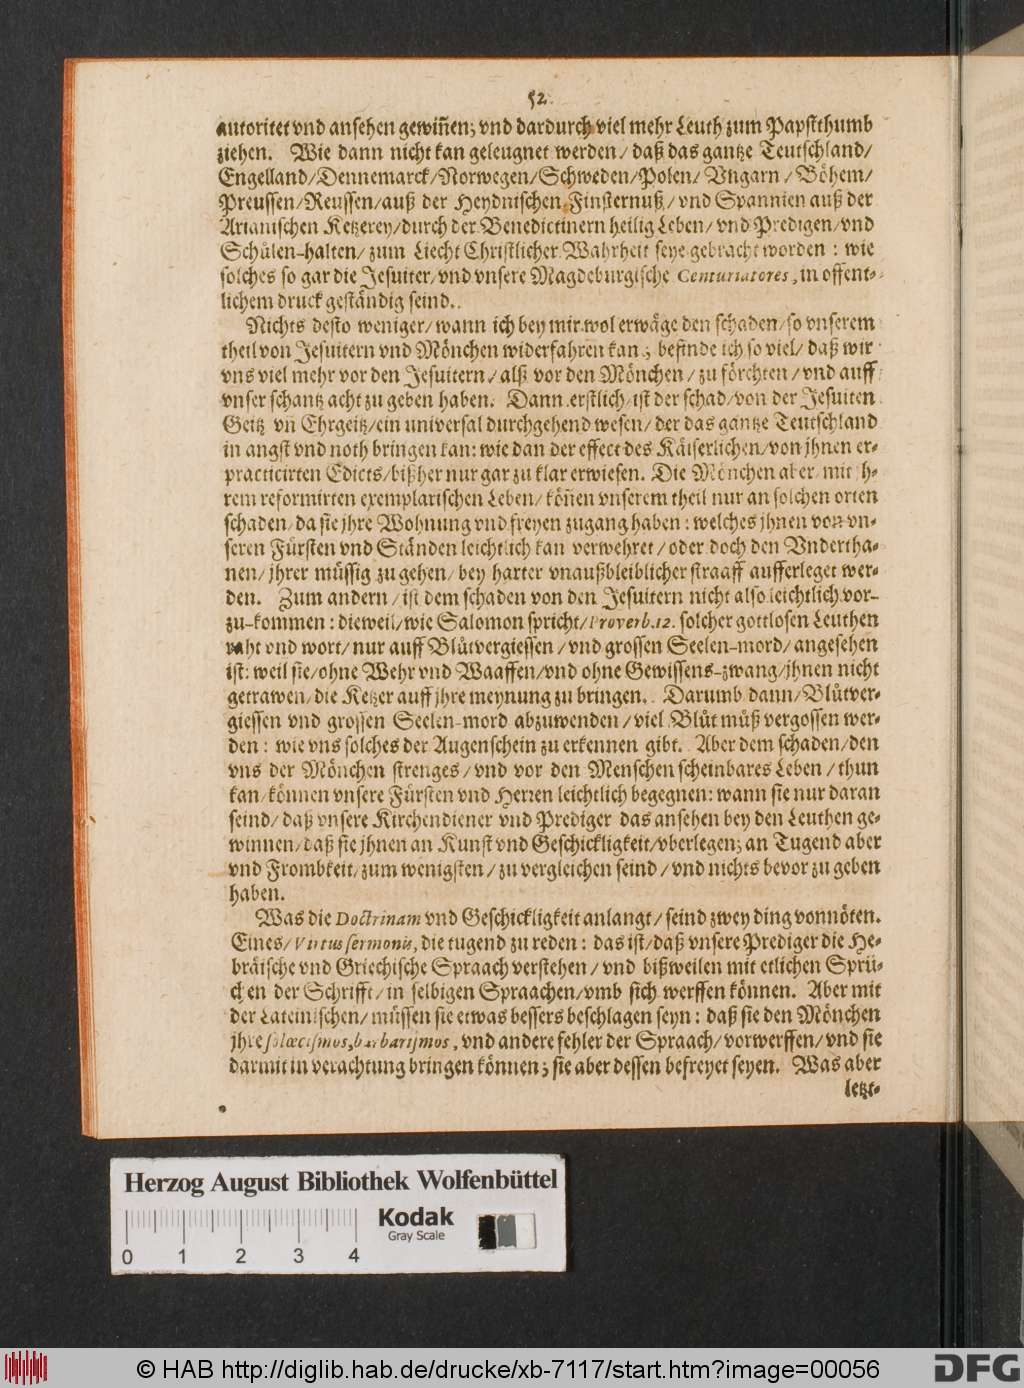 52.
autoritet vnd ansehen gewiñen; vnd dardurch viel mehr Leuth zum Papstthumb
ziehen. Wie dann nicht kan geleugnet werden/ daß das gantze Teutschland/
Engelland/Dennemarck/Norwegen/Schweden/Polen/ Vngarn/ Böhem/
Preussen/Reussen/auß der Heydnischen Finsternuß/ vnd Spannien auß der
Arianischen Ketzerey/durch der Benedictinern heilig Leben/ vnd Predigen/vnd
Schůlen-halten/ zum Liecht Christlicher Wahrheit seye gebracht worden: wie
solches so gar die Jesuiter/vnd vnsere Magdeburgische Centuriatores, in offent-
lichem druck geständig seind.
Nichts desto weniger/ wann ich bey mir wol erwäge den schaden/so vnserem
theil von Jesuitern vnd Mönchen widerfahren kan; befinde ich so viel/ daß wir
vns viel mehr vor den Jesuitern/ alß vor den Mönchen/ zu förchten/ vnd auff
vnser schantz acht zu geben haben. Dann erstlich/ist der schad/von der Jesuiten
Geitz vñ Ehrgeitz/ein universal durchgehend wesen/ der das gantze Teutschland
in angst vnd noth bringen kan: wie dan der effect des Käiserlichen/von jhnen er-
practicirten Edicts/bißher nur gar zu klar erwiesen. Die Mönchen aber/mit jh-
rem reformirten exemplarischen Leben/ köñen vnserem theil nur an solchen orten
schaden/da sie jhre Wohnung vnd freyen zugang haben: welches jhnen von vn-
seren Fürsten vnd Ständen leichtlich kan verwehret/ oder doch den Vndertha-
nen/ jhrer müssig zu gehen/ bey harter vnaußbleiblicher straaff aufferleget wer-
den. Zum andern/ ist dem schaden von den Jesuitern nicht also leichtlich vor-
zu-kommen: dieweil/wie Salomon spricht/Proverb.12. solcher gottlosen Leuthen
raht vnd wort/ nur auff Blůtvergiessen/ vnd grossen Seelen-mord/ angesehen
ist: weil sie/ohne Wehr vnd Waaffen/vnd ohne Gewissens-zwang/jhnen nicht
getrawen/die Ketzer auff jhre meynung zu bringen. Darumb dann/Blůtver-
giessen vnd grossen Seelen-mord abzuwenden/ viel Blůt můß vergossen wer-
den: wie vns solches der Augenschein zu erkennen gibt. Aber dem schaden/den
vns der Mönchen strenges/ vnd vor den Menschen scheinbares Leben/ thun
kan/können vnsere Fürsten vnd Herren leichtlich begegnen: wann sie nur daran
seind/ daß vnsere Kirchendiener vnd Prediger das ansehen bey den Leuthen ge-
winnen/daß sie jhnen an Kunst vnd Geschickligkeit/vberlegen; an Tugend aber
vnd Frombkeit/zum wenigsten/ zu vergleichen seind/ vnd nichts bevor zu geben
haben.
Was die Doctrinam vnd Geschickligkeit anlangt/ seind zwey ding vonnöten.
Eines/Virtus sermonis, die tugend zu reden: das ist/daß vnsere Prediger die He-
bräische vnd Griechische Spraach verstehen/ vnd bißweilen mit etlichen Sprü-
chen der Schrifft/in selbigen Spraachen/vmb sich werffen können. Aber mit
der Lateinischen/ müssen sie etwas bessers beschlagen seyn: daß sie den Mönchen
jhre solœcismos, barbarismos, vnd andere fehler der Spraach/vorwerffen/vnd sie
darmit in verachtung bringen können; sie aber dessen befreyet seyen. Was aber
letzt-
Herzog August Bibliothek Wolfenbüttel
Kodak
Gray Scale
0 1 2 3 4
© HAB http://diglib.hab.de/drucke/xb-7117/start.htm?image=00056
DFG